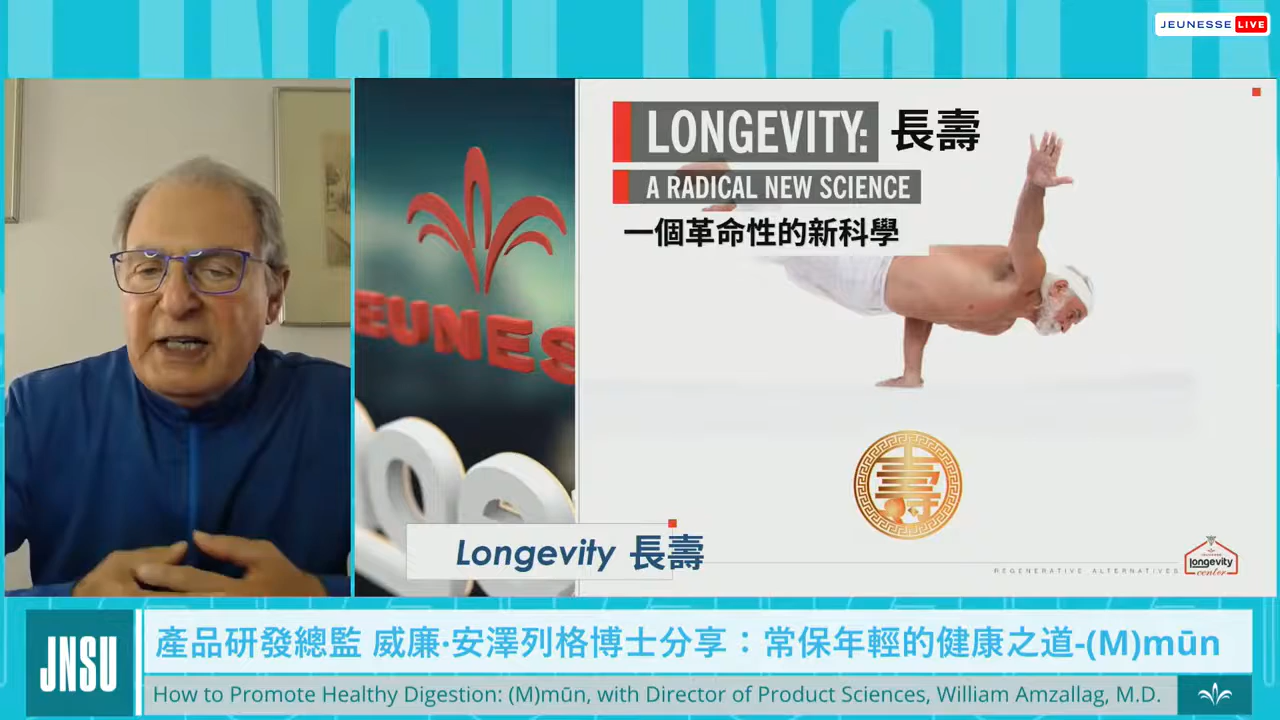 JEUNESSE LIVE
LONGEVITY: 長壽
A RADICAL NEW SCIENCE
一個革命性的新科學
EUNES
壽
Longevity 長壽
REGENERATIVE ALTERNATIVES
longevity
center
JNSU
產品研發總監 威廉·安澤列格博士分享：常保年輕的健康之道-(M)mūn
How to Promote Healthy Digestion: (M)mūn, with Director of Product Sciences, William Amzallag, M.D.